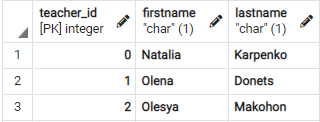 teacher_id firstname lastname
[PK] integer "char" (1) "char" (1)
1 0 Natalia Karpenko
2 1 Olena Donets
3 2 Olesya Makohon